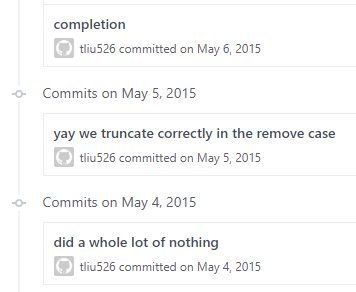 completion
tliu526 committed on May 6, 2015
Commits on May 5, 2015
yay we truncate correctly in the remove case
tliu526 committed on May 5, 2015
Commits on May 4, 2015
did a whole lot of nothing
tliu526 committed on May 4, 2015